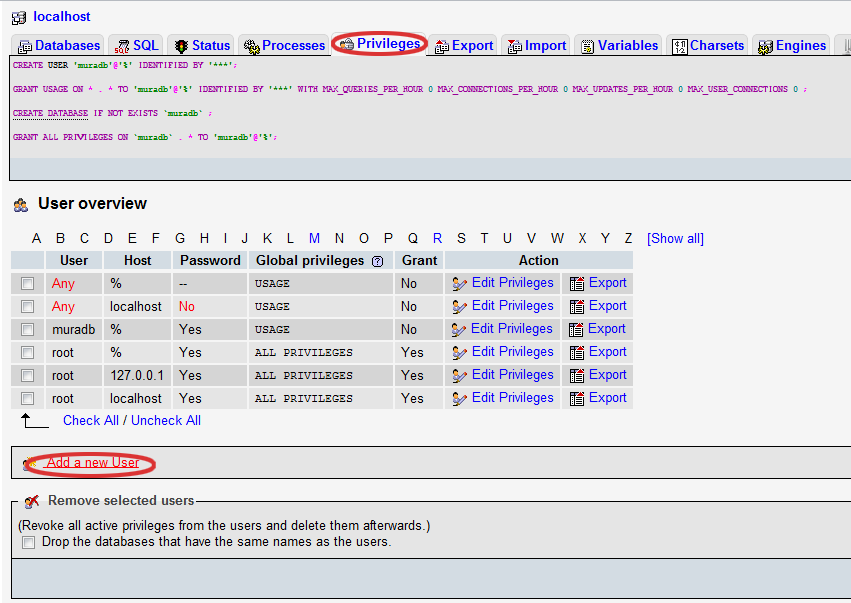 localhost
Databases SQL Status Processes Privileges Export Import Variables Charsets Engines
CREATE USER 'muradb'@'%' IDENTIFIED BY '***';
GRANT USAGE ON * . * TO 'muradb'@'%' IDENTIFIED BY '***' WITH MAX_QUERIES_PER_HOUR 0 MAX_CONNECTIONS_PER_HOUR 0 MAX_UPDATES_PER_HOUR 0 MAX_USER_CONNECTIONS 0 ;
CREATE DATABASE IF NOT EXISTS `muradb` ;
GRANT ALL PRIVILEGES ON `muradb` . * TO 'muradb'@'%';
User overview
A B C D E F G H I J K L M N O P Q R S T U V W X Y Z [Show all]
User Host Password Global privileges ? Grant Action
Any % -- USAGE No Edit Privileges Export
Any localhost No USAGE No Edit Privileges Export
muradb % Yes USAGE No Edit Privileges Export
root % Yes ALL PRIVILEGES Yes Edit Privileges Export
root 127.0.0.1 Yes ALL PRIVILEGES Yes Edit Privileges Export
root localhost Yes ALL PRIVILEGES Yes Edit Privileges Export
Check All / Uncheck All
Add a new User
Remove selected users
(Revoke all active privileges from the users and delete them afterwards.)
Drop the databases that have the same names as the users.